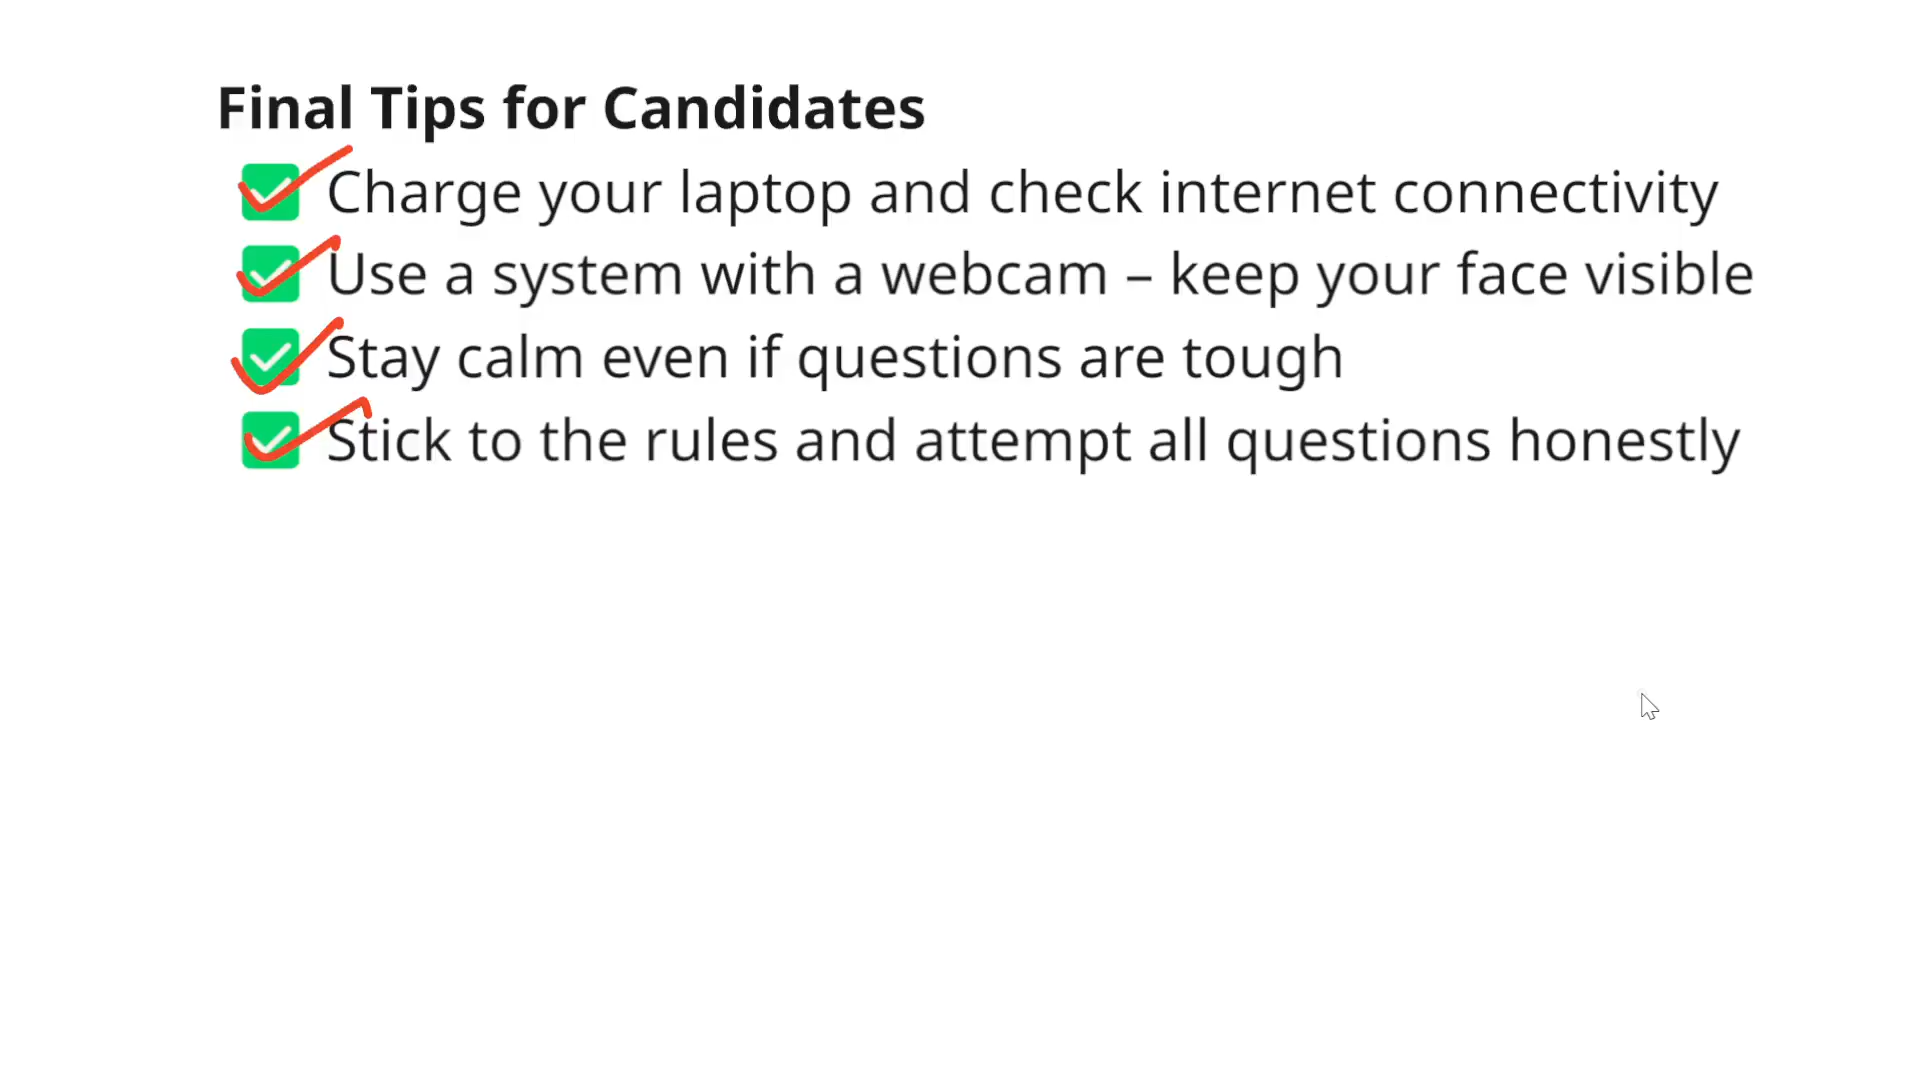 Final Tips for Candidates
✅ Charge your laptop and check internet connectivity
✅ Use a system with a webcam – keep your face visible
✅ Stay calm even if questions are tough
✅ Stick to the rules and attempt all questions honestly